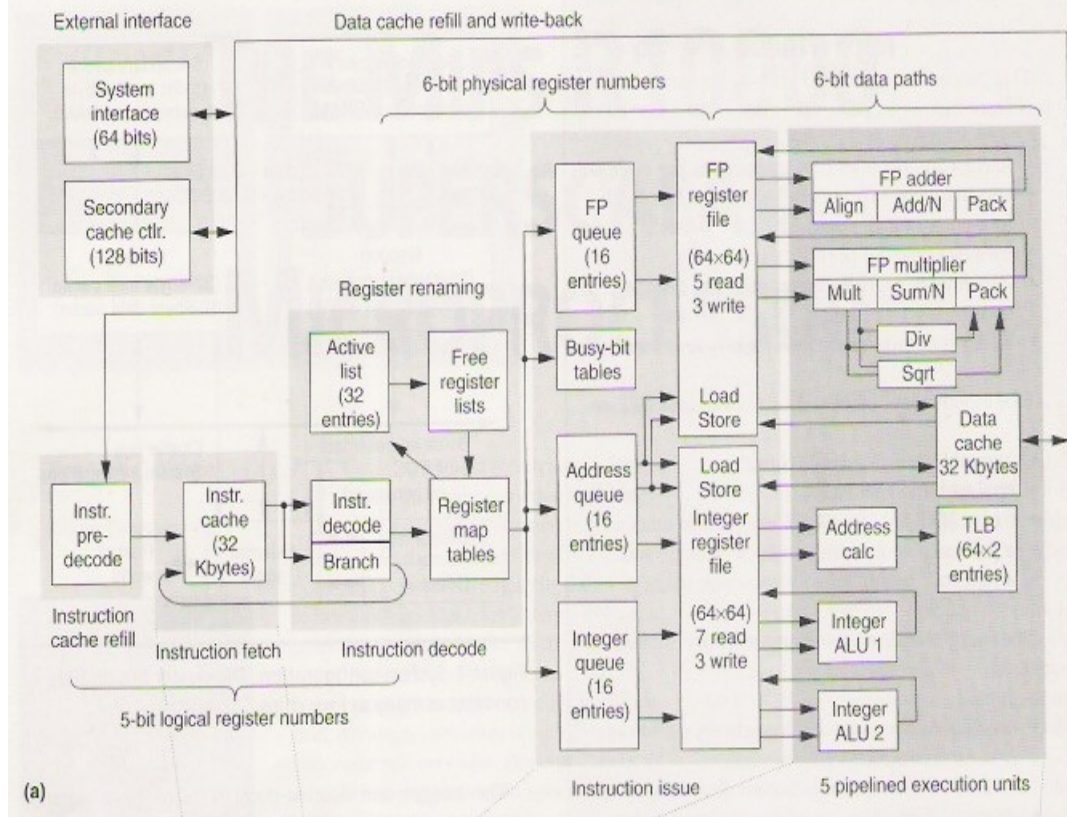 External interface
Data cache refill and write-back
System
interface
(64 bits)
Secondary
cache ctlr.
(128 bits)
6-bit physical register numbers
6-bit data paths
FP
queue
(16
entries)
FP
register
file
(64×64)
5 read
3 write
FP adder
Align
Add/N
Pack
FP multiplier
Mult
Sum/N
Pack
Div
Sqrt
Register renaming
Active
list
(32
entries)
Free
register
lists
Busy-bit
tables
Load
Store
Data
cache
32 Kbytes
Instr.
pre-
decode
Instr.
cache
(32
Kbytes)
Instr.
decode
Branch
Register
map
tables
Address
queue
(16
entries)
Load
Store
Integer
register
file
(64×64)
7 read
3 write
Address
calc
TLB
(64×2
entries)
Instruction
cache refill
Instruction fetch
Instruction decode
5-bit logical register numbers
Integer
queue
(16
entries)
Integer
ALU 1
Integer
ALU 2
(a)
Instruction issue
5 pipelined execution units